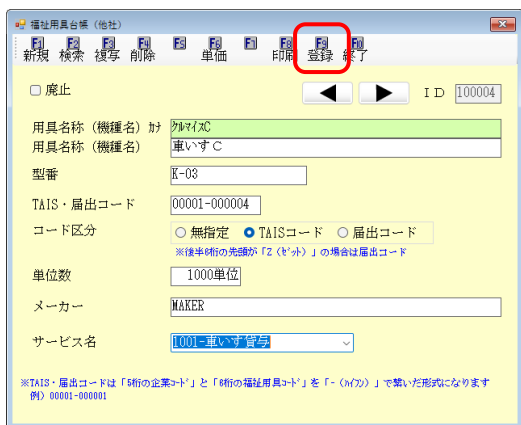 福祉用具台帳（他社）
F1 F2 F3 F4 F5 F6 F7 F8 F9 F10
新規 検索 複写 削除 単価 印刷 登録 終了
廃止
ＩＤ 100004
用具名称（機種名）ｶﾅ ｸﾙﾏｲｽC
用具名称（機種名） 車いすＣ
型番 K-03
TAIS・届出コード 00001-000004
コード区分 無指定 TAISコード 届出コード
※後半6桁の先頭が「Z（ｾﾞｯﾄ）」の場合は届出コード
単位数 1000単位
メーカー MAKER
サービス名 1001-車いす貸与
※TAIS・届出コードは「5桁の企業ｺｰﾄﾞ」と「6桁の福祉用具ｺｰﾄﾞ」を「-（ﾊｲﾌﾝ）」で繋いだ形式になります
例）00001-000001